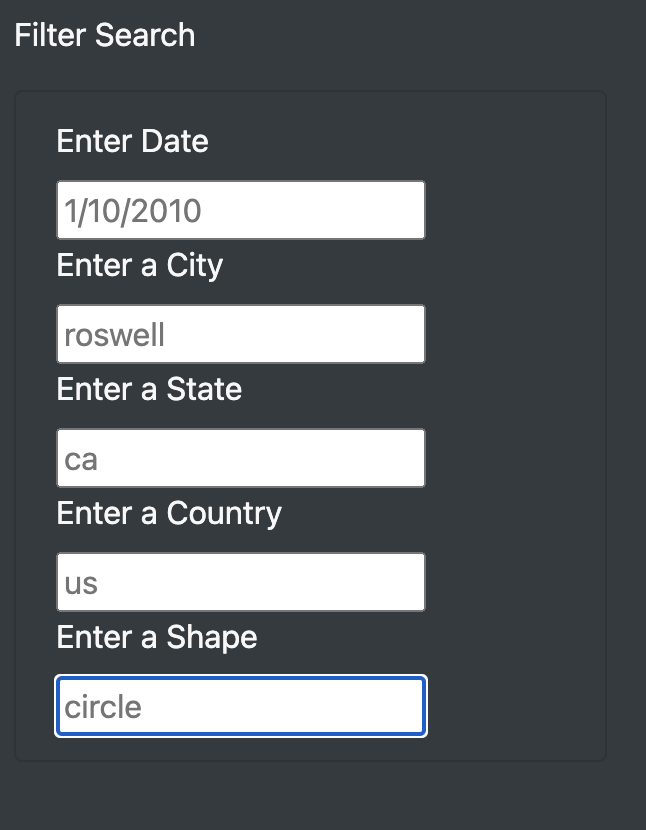 Filter Search
Enter Date
1/10/2010
Enter a City
roswell
Enter a State
ca
Enter a Country
us
Enter a Shape
circle